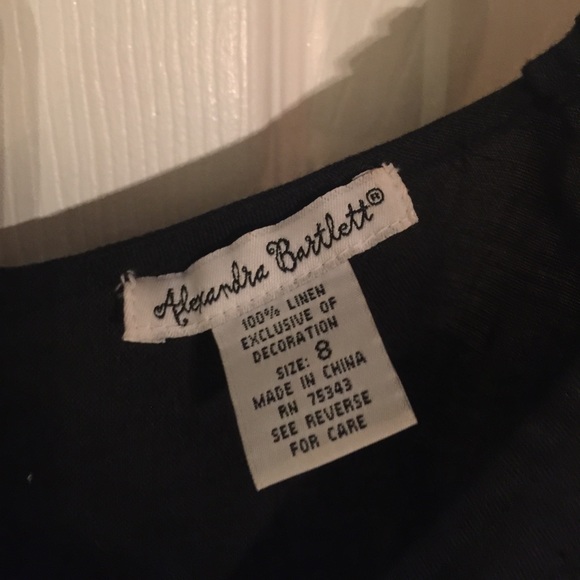 Alexandra Bartlett®
100% LINEN
EXCLUSIVE OF
DECORATION
SIZE: 8
MADE IN CHINA
RN 75343
SEE REVERSE
FOR CARE